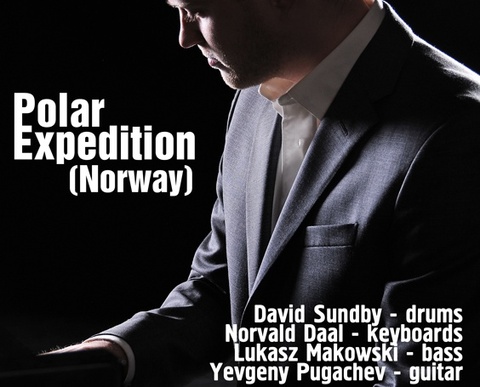 Polar
Expedition
(Norway)
David Sundby - drums
Norvald Daal - keyboards
Lukasz Makowski - bass
Yevgeny Pugachev - guitar